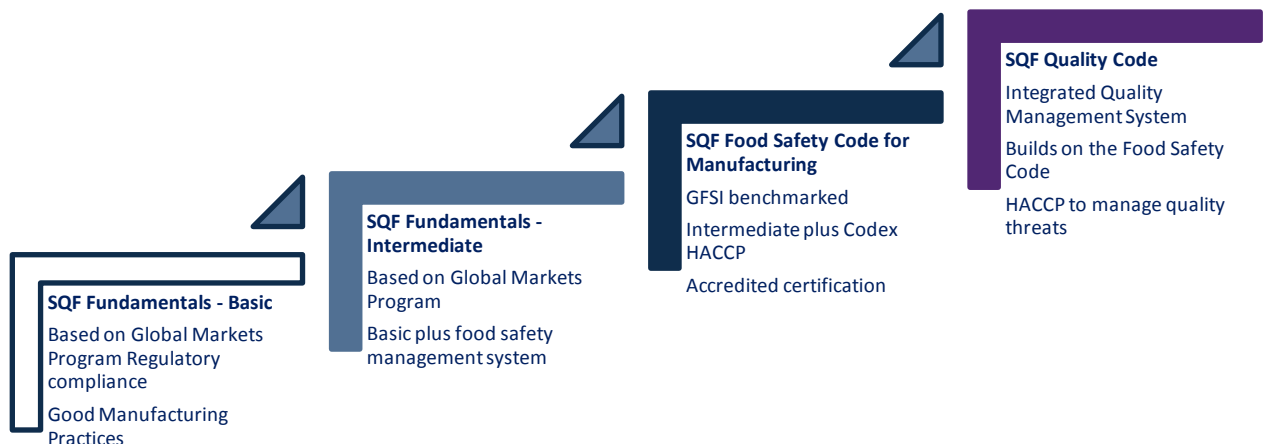 SQF Fundamentals - Basic
Based on Global Markets
Program Regulatory
compliance
Good Manufacturing
Practices
SQF Fundamentals -
Intermediate
Based on Global Markets
Program
Basic plus food safety
management system
SQF Food Safety Code for
Manufacturing
GFSI benchmarked
Intermediate plus Codex
HACCP
Accredited certification
SQF Quality Code
Integrated Quality
Management System
Builds on the Food Safety
Code
HACCP to manage quality
threats